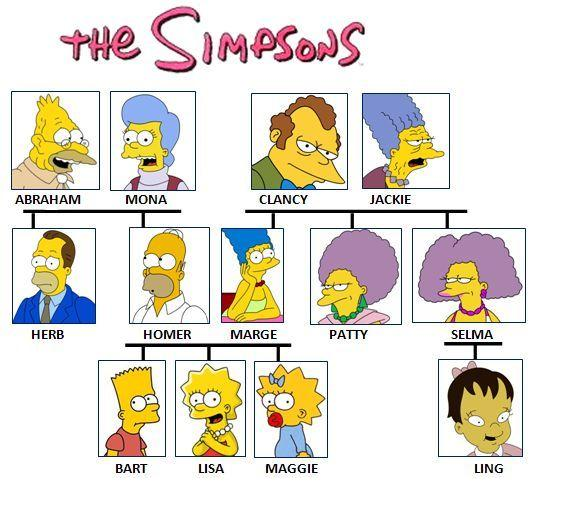 the Simpsons
ABRAHAM MONA CLANCY JACKIE
HERB HOMER MARGE PATTY SELMA
BART LISA MAGGIE LING